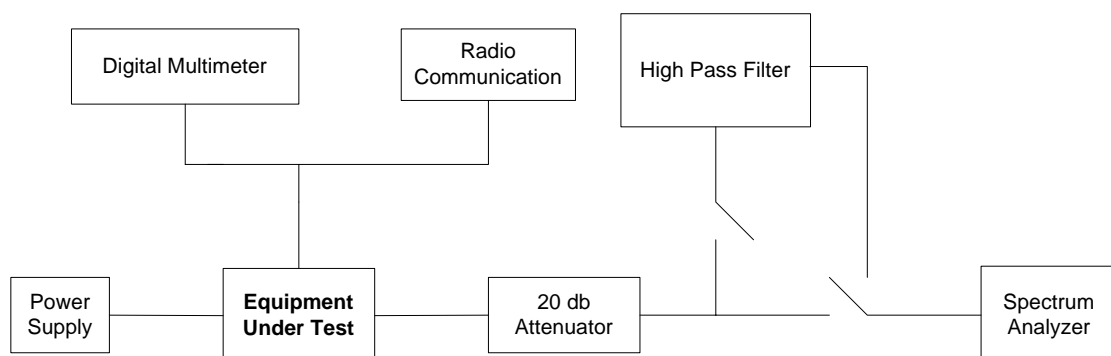 Digital Multimeter
Radio
Communication
High Pass Filter
Power
Supply
Equipment
Under Test
20 db
Attenuator
Spectrum
Analyzer